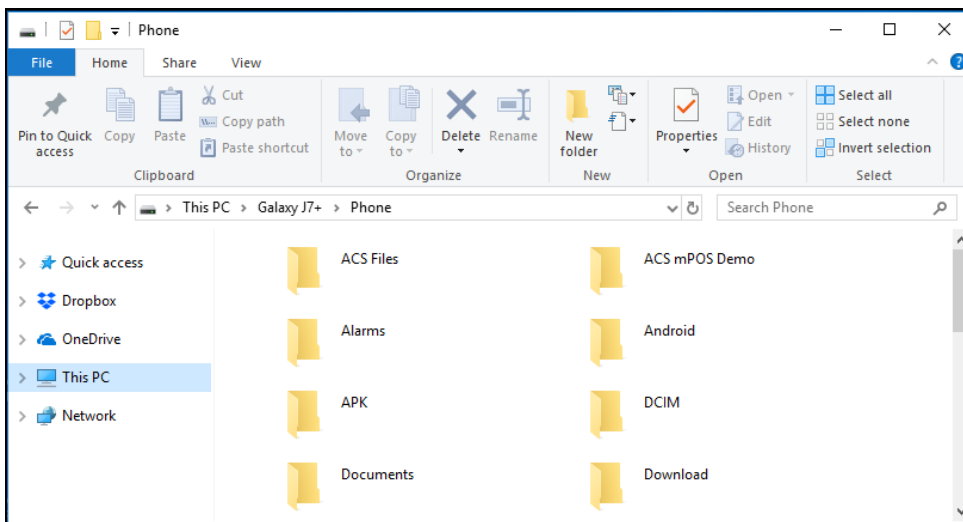 Phone
File Home Share View
Pin to Quick access
Copy
Paste
Cut
Copy path
Paste shortcut
Clipboard
Move to
Copy to
Delete
Rename
Organize
New folder
New
Properties
Open
Edit
History
Open
Select all
Select none
Invert selection
Select
This PC > Galaxy J7+ > Phone
Search Phone
Quick access
Dropbox
OneDrive
This PC
Network
ACS Files
ACS mPOS Demo
Alarms
Android
APK
DCIM
Documents
Download